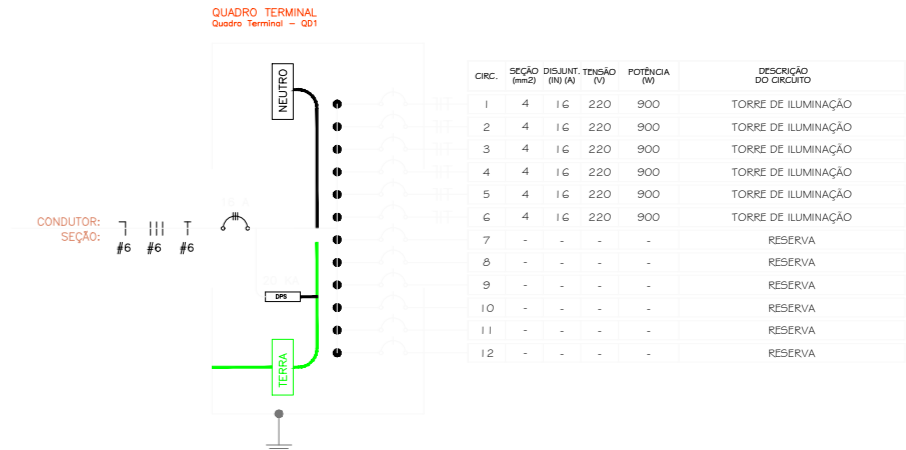 QUADRO TERMINAL
Quadro Terminal - QD1
NEUTRO
CONDUTOR:
SEÇÃO:
#6 #6 #6
DPS
TERRA
CIRC. SEÇÃO (mm2) DISJUNT. (IN) (A) TENSÃO (V) POTÊNCIA (W) DESCRIÇÃO DO CIRCUITO
1 4 16 220 900 TORRE DE ILUMINAÇÃO
2 4 16 220 900 TORRE DE ILUMINAÇÃO
3 4 16 220 900 TORRE DE ILUMINAÇÃO
4 4 16 220 900 TORRE DE ILUMINAÇÃO
5 4 16 220 900 TORRE DE ILUMINAÇÃO
6 4 16 220 900 TORRE DE ILUMINAÇÃO
7 - - - - RESERVA
8 - - - - RESERVA
9 - - - - RESERVA
10 - - - - RESERVA
11 - - - - RESERVA
12 - - - - RESERVA